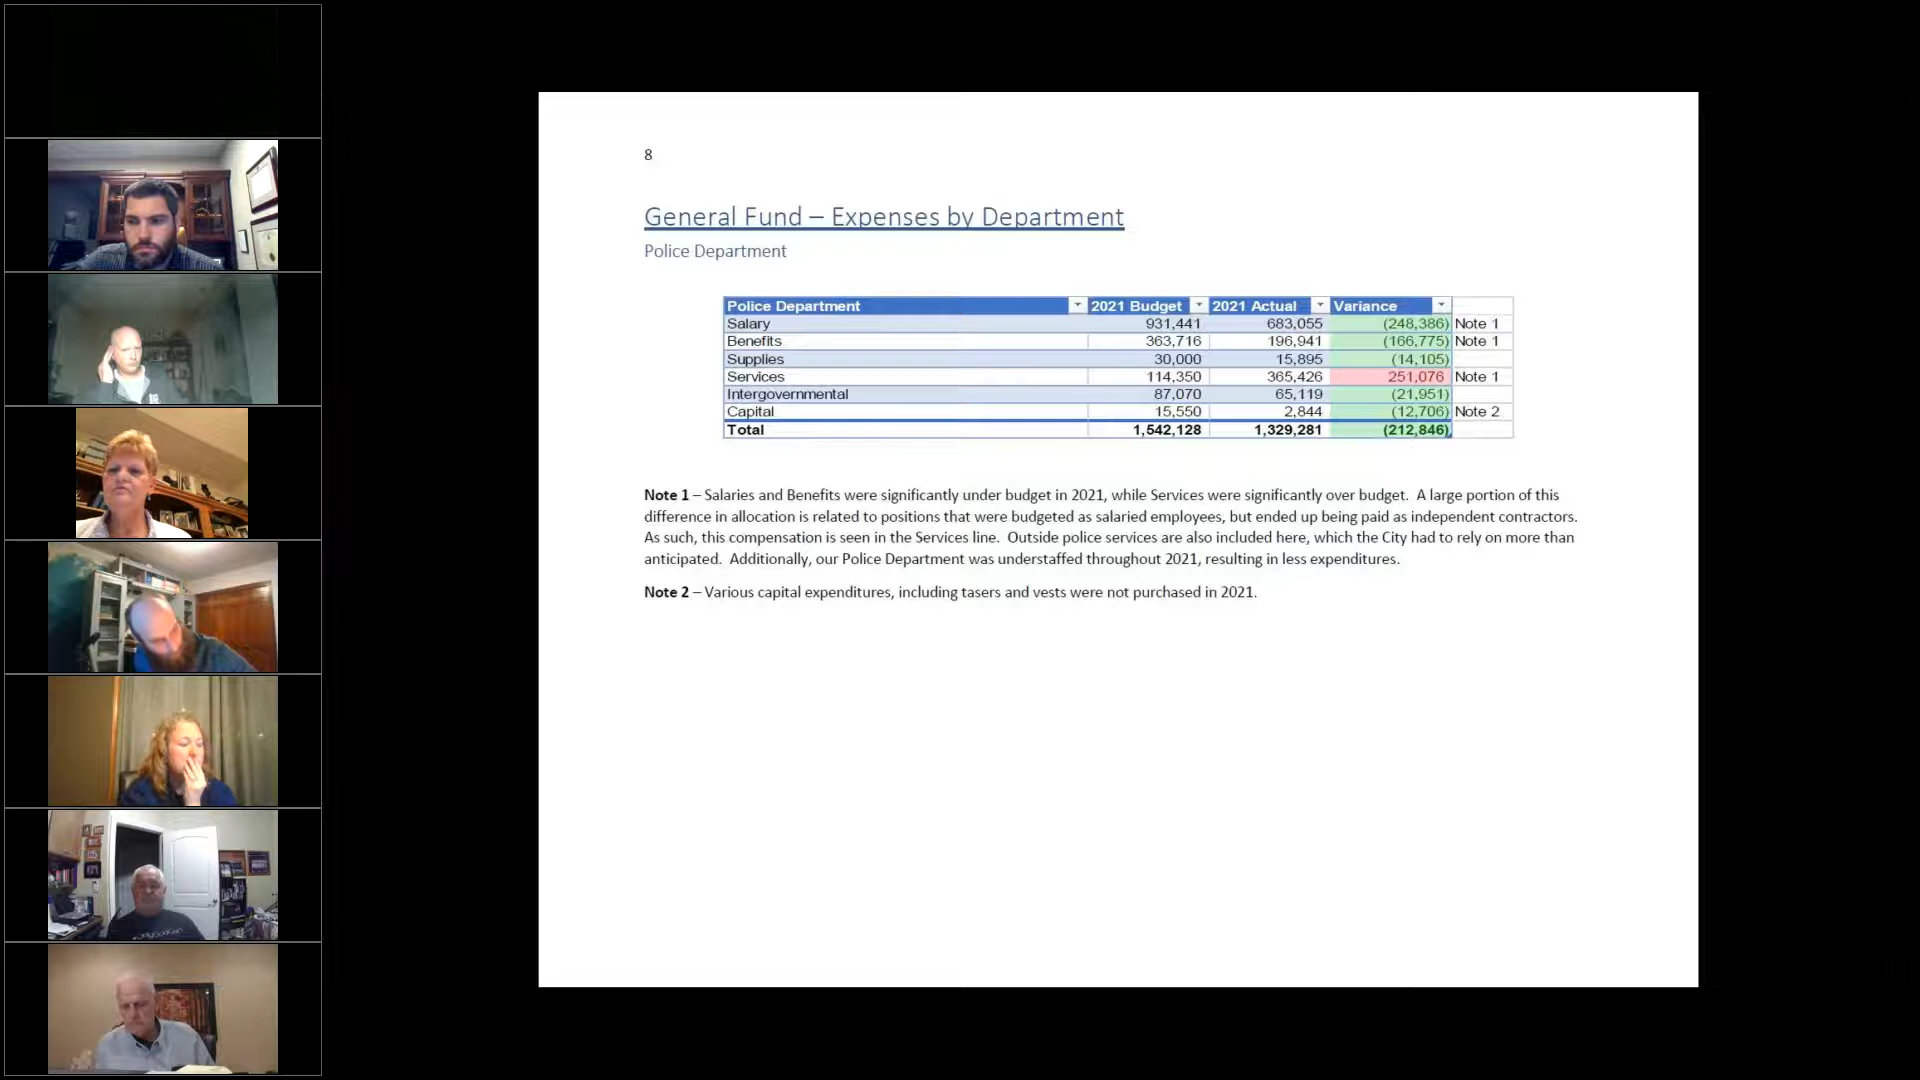 8
General Fund – Expenses by Department
Police Department
Police Department 2021 Budget 2021 Actual Variance
Salary 931,441 683,055 (248,386) Note 1
Benefits 363,716 196,941 (166,775) Note 1
Supplies 30,000 15,895 (14,105)
Services 114,350 365,426 251,076 Note 1
Intergovernmental 87,070 65,119 (21,951)
Capital 15,550 2,844 (12,706) Note 2
Total 1,542,128 1,329,281 (212,846)
Note 1 – Salaries and Benefits were significantly under budget in 2021, while Services were significantly over budget. A large portion of this
difference in allocation is related to positions that were budgeted as salaried employees, but ended up being paid as independent contractors.
As such, this compensation is seen in the Services line. Outside police services are also included here, which the City had to rely on more than
anticipated. Additionally, our Police Department was understaffed throughout 2021, resulting in less expenditures.
Note 2 – Various capital expenditures, including tasers and vests were not purchased in 2021.